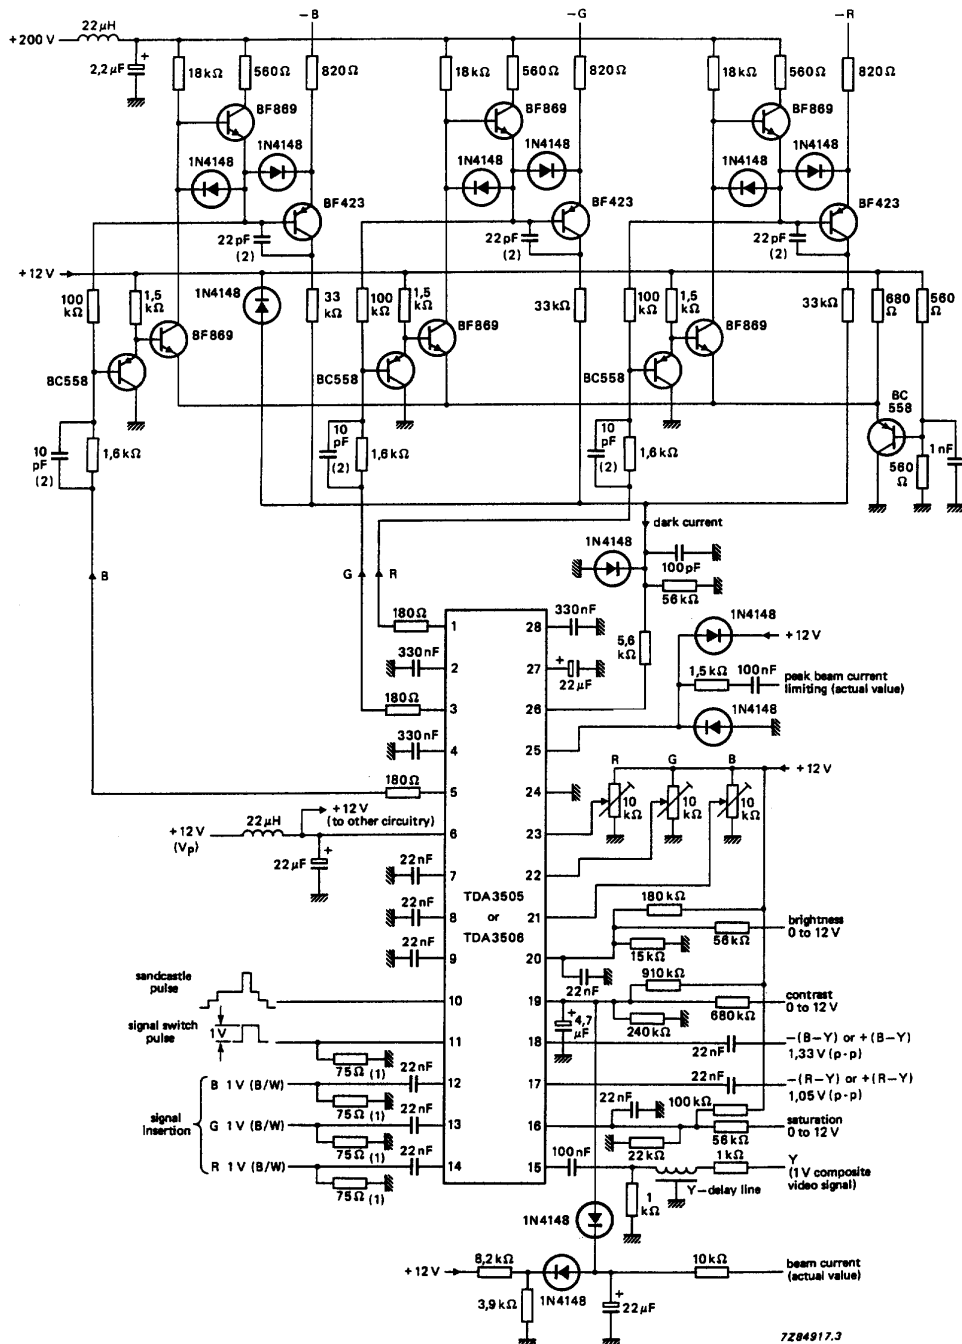 –B –G –R
22 µH
+200 V
2,2 µF +
18 kΩ 560 Ω 820 Ω 18 kΩ 560 Ω 820 Ω 18 kΩ 560 Ω 820 Ω
BF869 BF869 BF869
1N4148 1N4148 1N4148
1N4148 1N4148 1N4148
BF423 BF423 BF423
22 pF (2) 22 pF (2) 22 pF (2)
+12 V
100 kΩ 1,5 kΩ 1N4148 33 kΩ 100 kΩ 1,5 kΩ 33 kΩ 100 kΩ 1,5 kΩ 33 kΩ 680 Ω 560 Ω
BF869 BF869 BF869
BC558 BC558 BC558 BC 558
10 pF (2) 1,6 kΩ 10 pF (2) 1,6 kΩ 10 pF (2) 1,6 kΩ 560 Ω 1 nF
dark current
1N4148
100 pF
56 kΩ
B G R
180 Ω 1 28 330 nF
5,6 kΩ
1N4148
+12 V
330 nF 2 27 + 22 µF
1,5 kΩ 100 nF peak beam current
limiting (actual value)
180 Ω 3 26
1N4148
330 nF 4 25
R G B +12 V
180 Ω 5 24
10 kΩ 10 kΩ 10 kΩ
+12 V
(to other circuitry)
22 µH
+12 V
(Vp)
6 23
22 µF +
22 nF 7 22
TDA3505
or
TDA3506
22 nF 8 21
180 kΩ
56 kΩ brightness
0 to 12 V
15 kΩ
22 nF 9 20
22 nF
910 kΩ
sandcastle
pulse
10 19
680 kΩ contrast
0 to 12 V
+ 4,7 µF
240 kΩ
signal switch
pulse
1V
11 18
22 nF –(B–Y) or +(B–Y)
1,33 V (p-p)
75 Ω (1)
signal
insertion
B 1 V (B/W) 22 nF 12 17
22 nF –(R–Y) or +(R–Y)
1,05 V (p-p)
75 Ω (1)
22 nF 100 kΩ
G 1 V (B/W) 22 nF 13 16
56 kΩ saturation
0 to 12 V
75 Ω (1)
22 kΩ
R 1 V (B/W) 22 nF 14 15 100 nF
1 kΩ Y
(1 V composite
video signal)
75 Ω (1)
Y–delay line
1 kΩ
1N4148
8,2 kΩ 10 kΩ beam current
(actual value)
+12 V
1N4148
3,9 kΩ
+ 22 µF
7Z84917.3